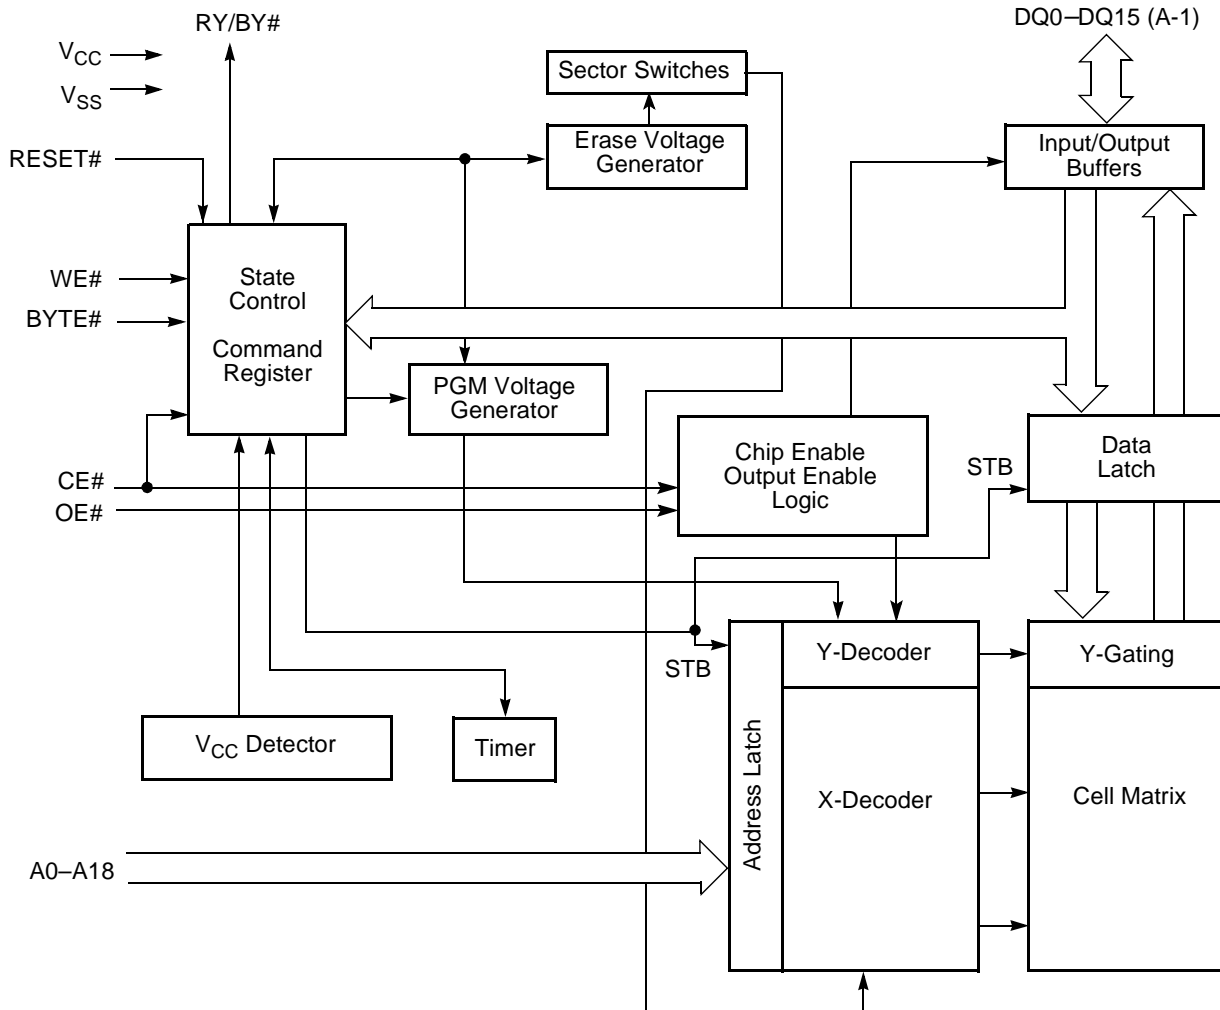 RY/BY#
DQ0–DQ15 (A-1)
VCC
VSS
Sector Switches
RESET#
Erase Voltage
Generator
Input/Output
Buffers
WE#
BYTE#
State
Control
Command
Register
PGM Voltage
Generator
Chip Enable
Output Enable
Logic
STB
Data
Latch
CE#
OE#
STB
Y-Decoder
Y-Gating
VCC Detector
Timer
Address Latch
X-Decoder
Cell Matrix
A0–A18